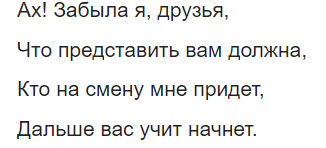 Ах! Забыла я, друзья,
Что представить вам должна,
Кто на смену мне придет,
Дальше вас учит начнет.